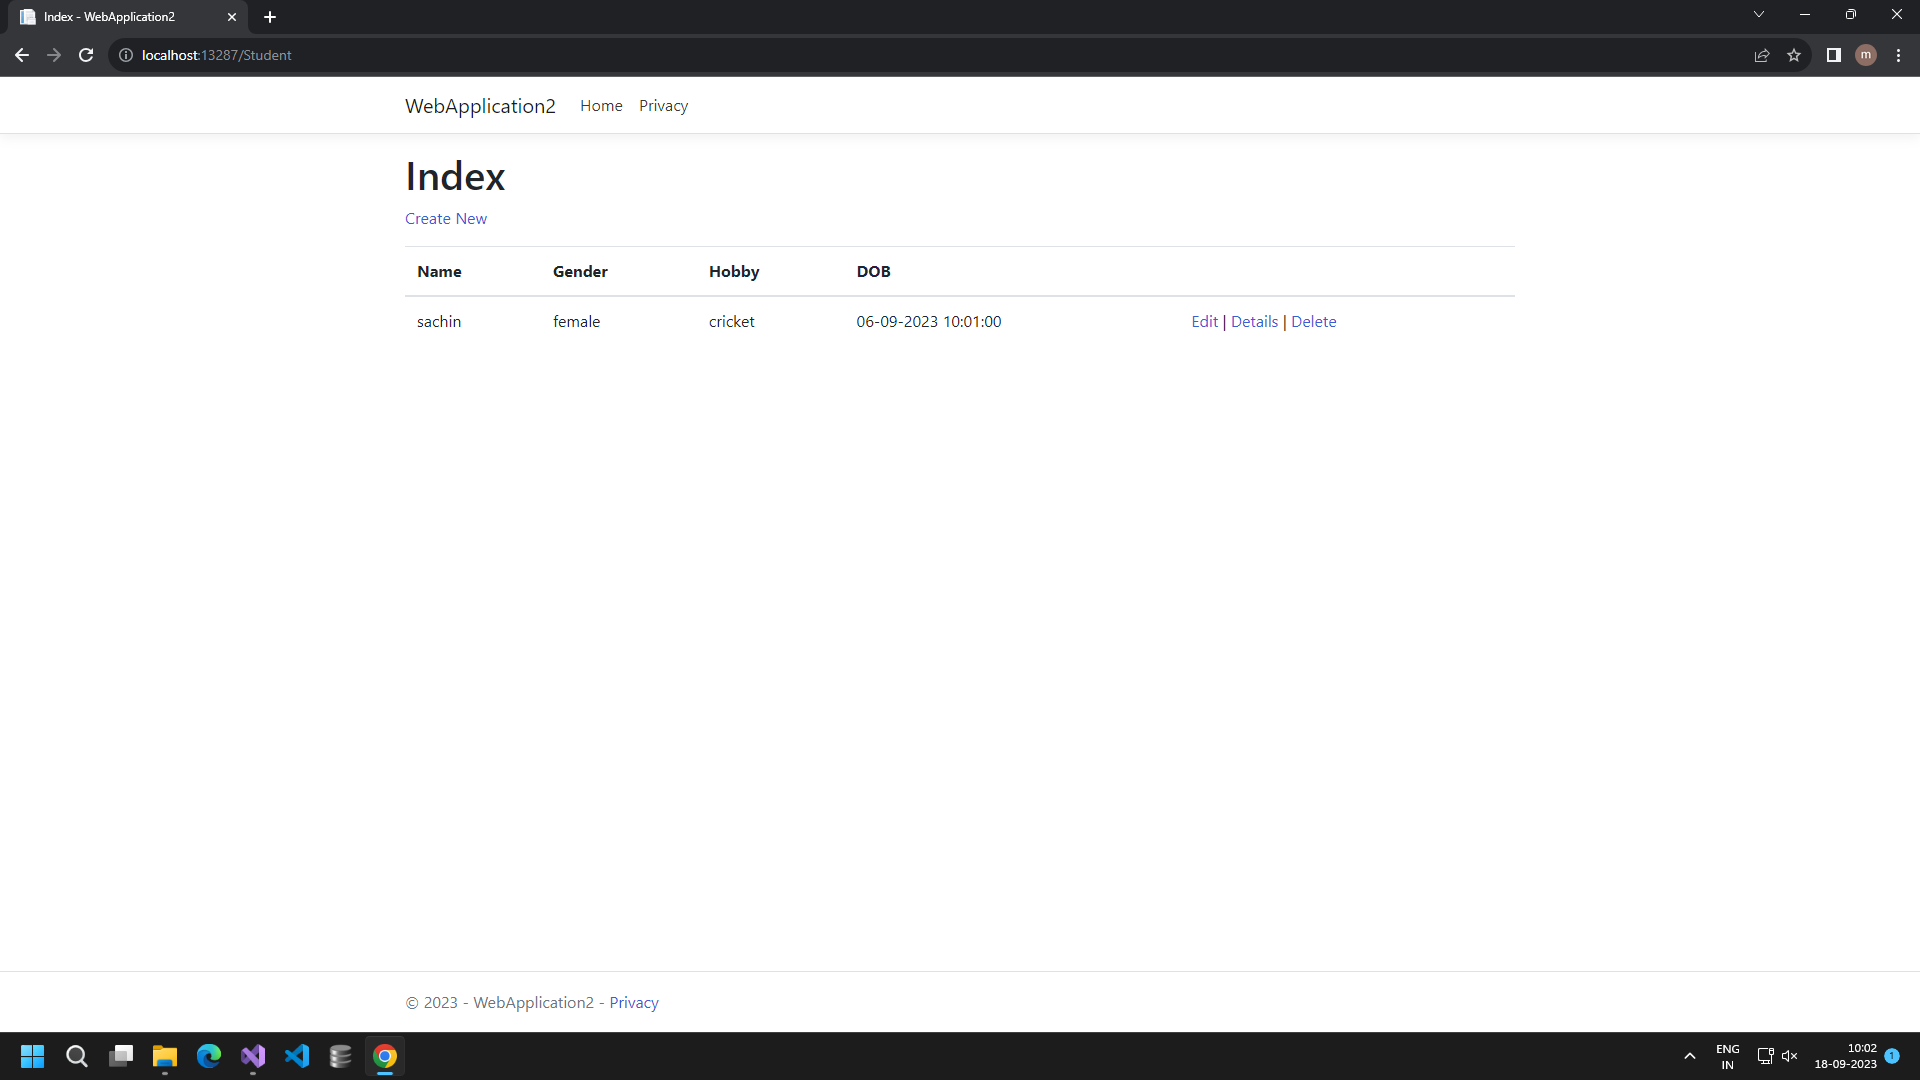 Index - WebApplication2
localhost:13287/Student
m
WebApplication2 Home Privacy
Index
Create New
Name Gender Hobby DOB
sachin female cricket 06-09-2023 10:01:00 Edit | Details | Delete
© 2023 - WebApplication2 - Privacy
ENG
IN
10:02
18-09-2023
1